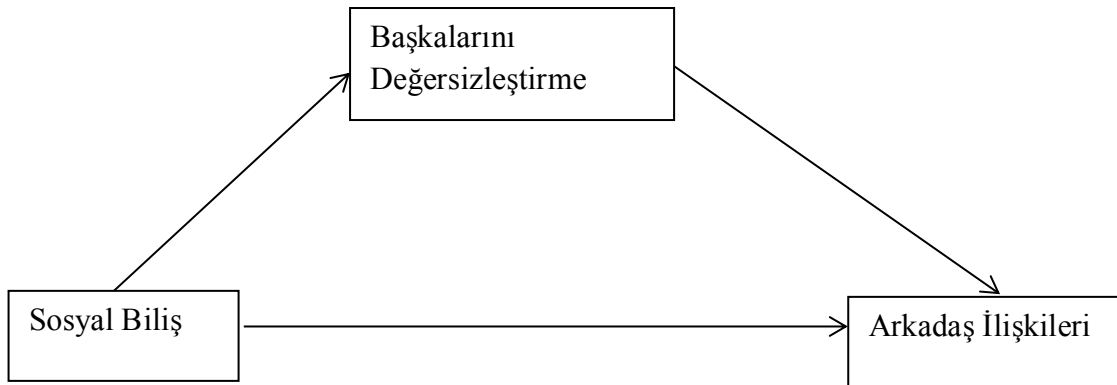 Başkalarını
Değersizleştirme
Sosyal Biliş
Arkadaş İlişkileri